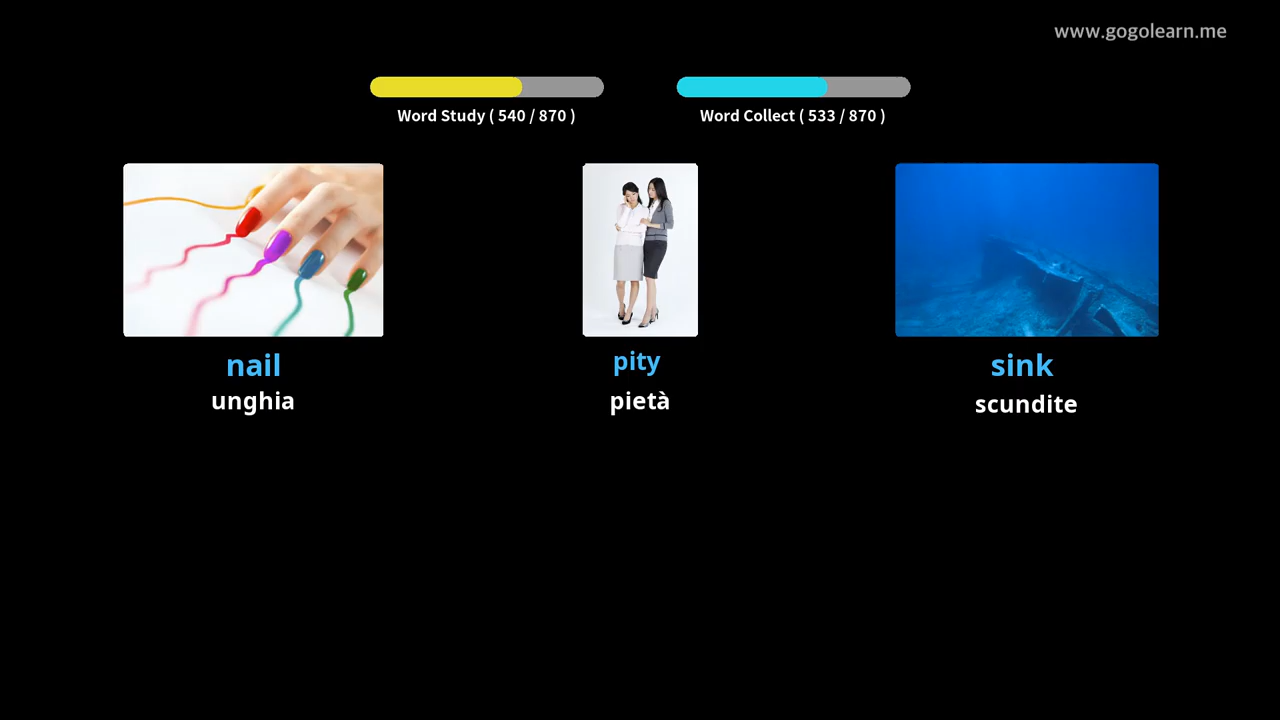 www.gogolearn.me
Word Study ( 540 / 870 )
Word Collect ( 533 / 870 )
nail
pity
sink
unghia
pietà
scundite